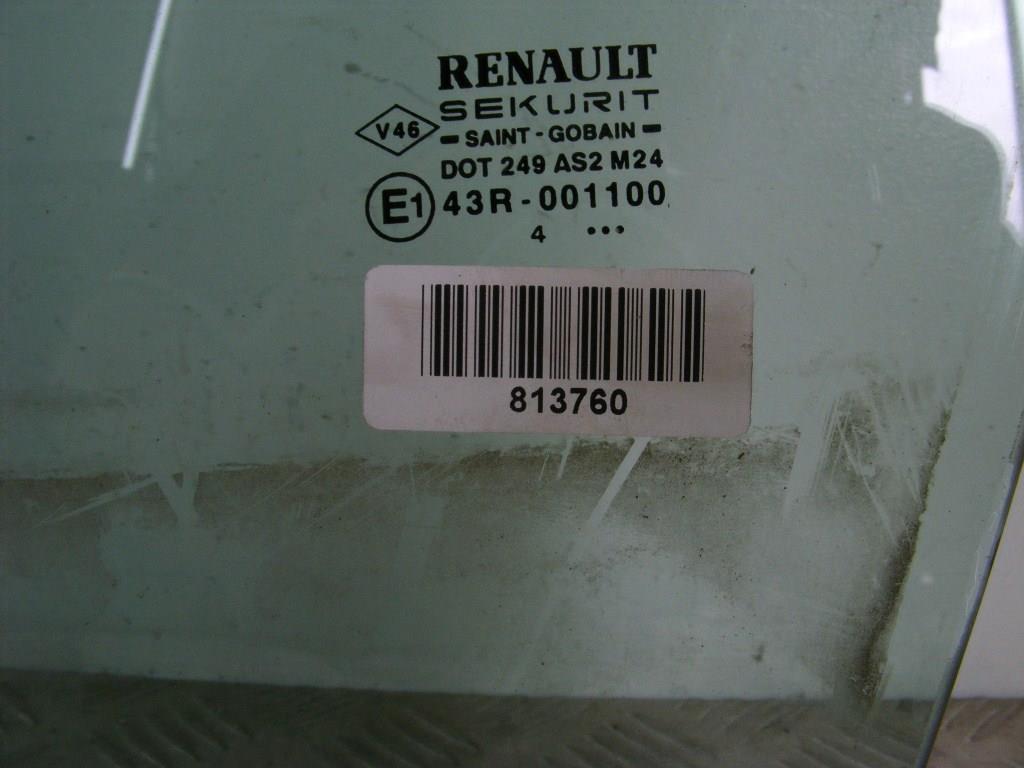 RENAULT
SEKURIT
V46
SAINT-GOBAIN
DOT 249 AS2 M24
E1 43R-001100
4 ...
813760